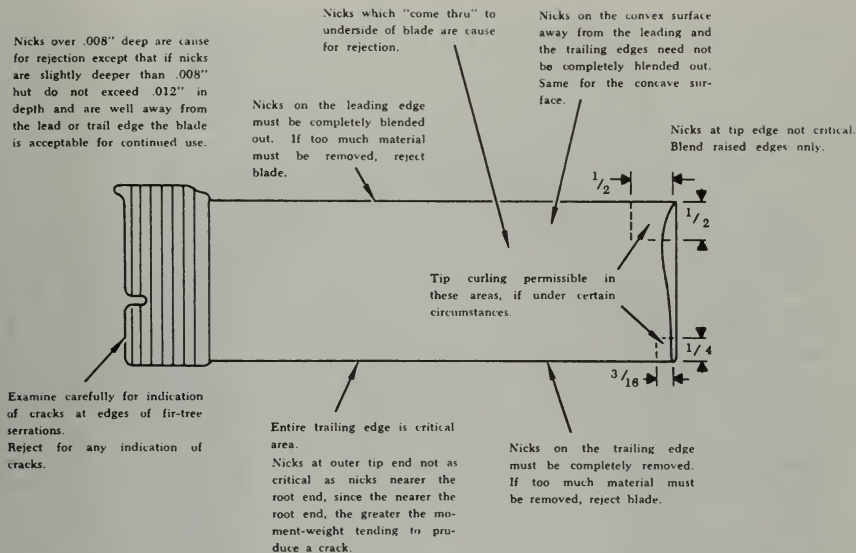 Nicks over .008" deep are cause
for rejection except that if nicks
are slightly deeper than .008"
hut do not exceed .012" in
depth and are well away from
the lead or trail edge the blade
is acceptable for continued use.
Nicks which "come thru" to
underside of blade are cause
for rejection.
Nicks on the convex surface
away from the leading and
the trailing edges need not
be completely hlended out.
Same for the concave sur-
face.
Nicks on the leading edge
must be completely blended
out. If too much material
must be removed, reject
blade.
Nicks at tip edge not critical.
Blend raised edges only.
1/2
1/2
Tip curling permissible in
these areas, if under certain
circumstances.
1/4
3/16
Examine carefully for indication
of cracks at edges of fir-tree
serrations.
Reject for any indication of
cracks.
Entire trailing edge is critical
area.
Nicks at outer tip end not as
critical as nicks nearer the
root end, since the nearer the
root end, the greater the mo-
ment-weight tending to pro-
duce a crack.
Nicks on the trailing edge
must be completely removed.
If too much material must
be removed, reject blade.